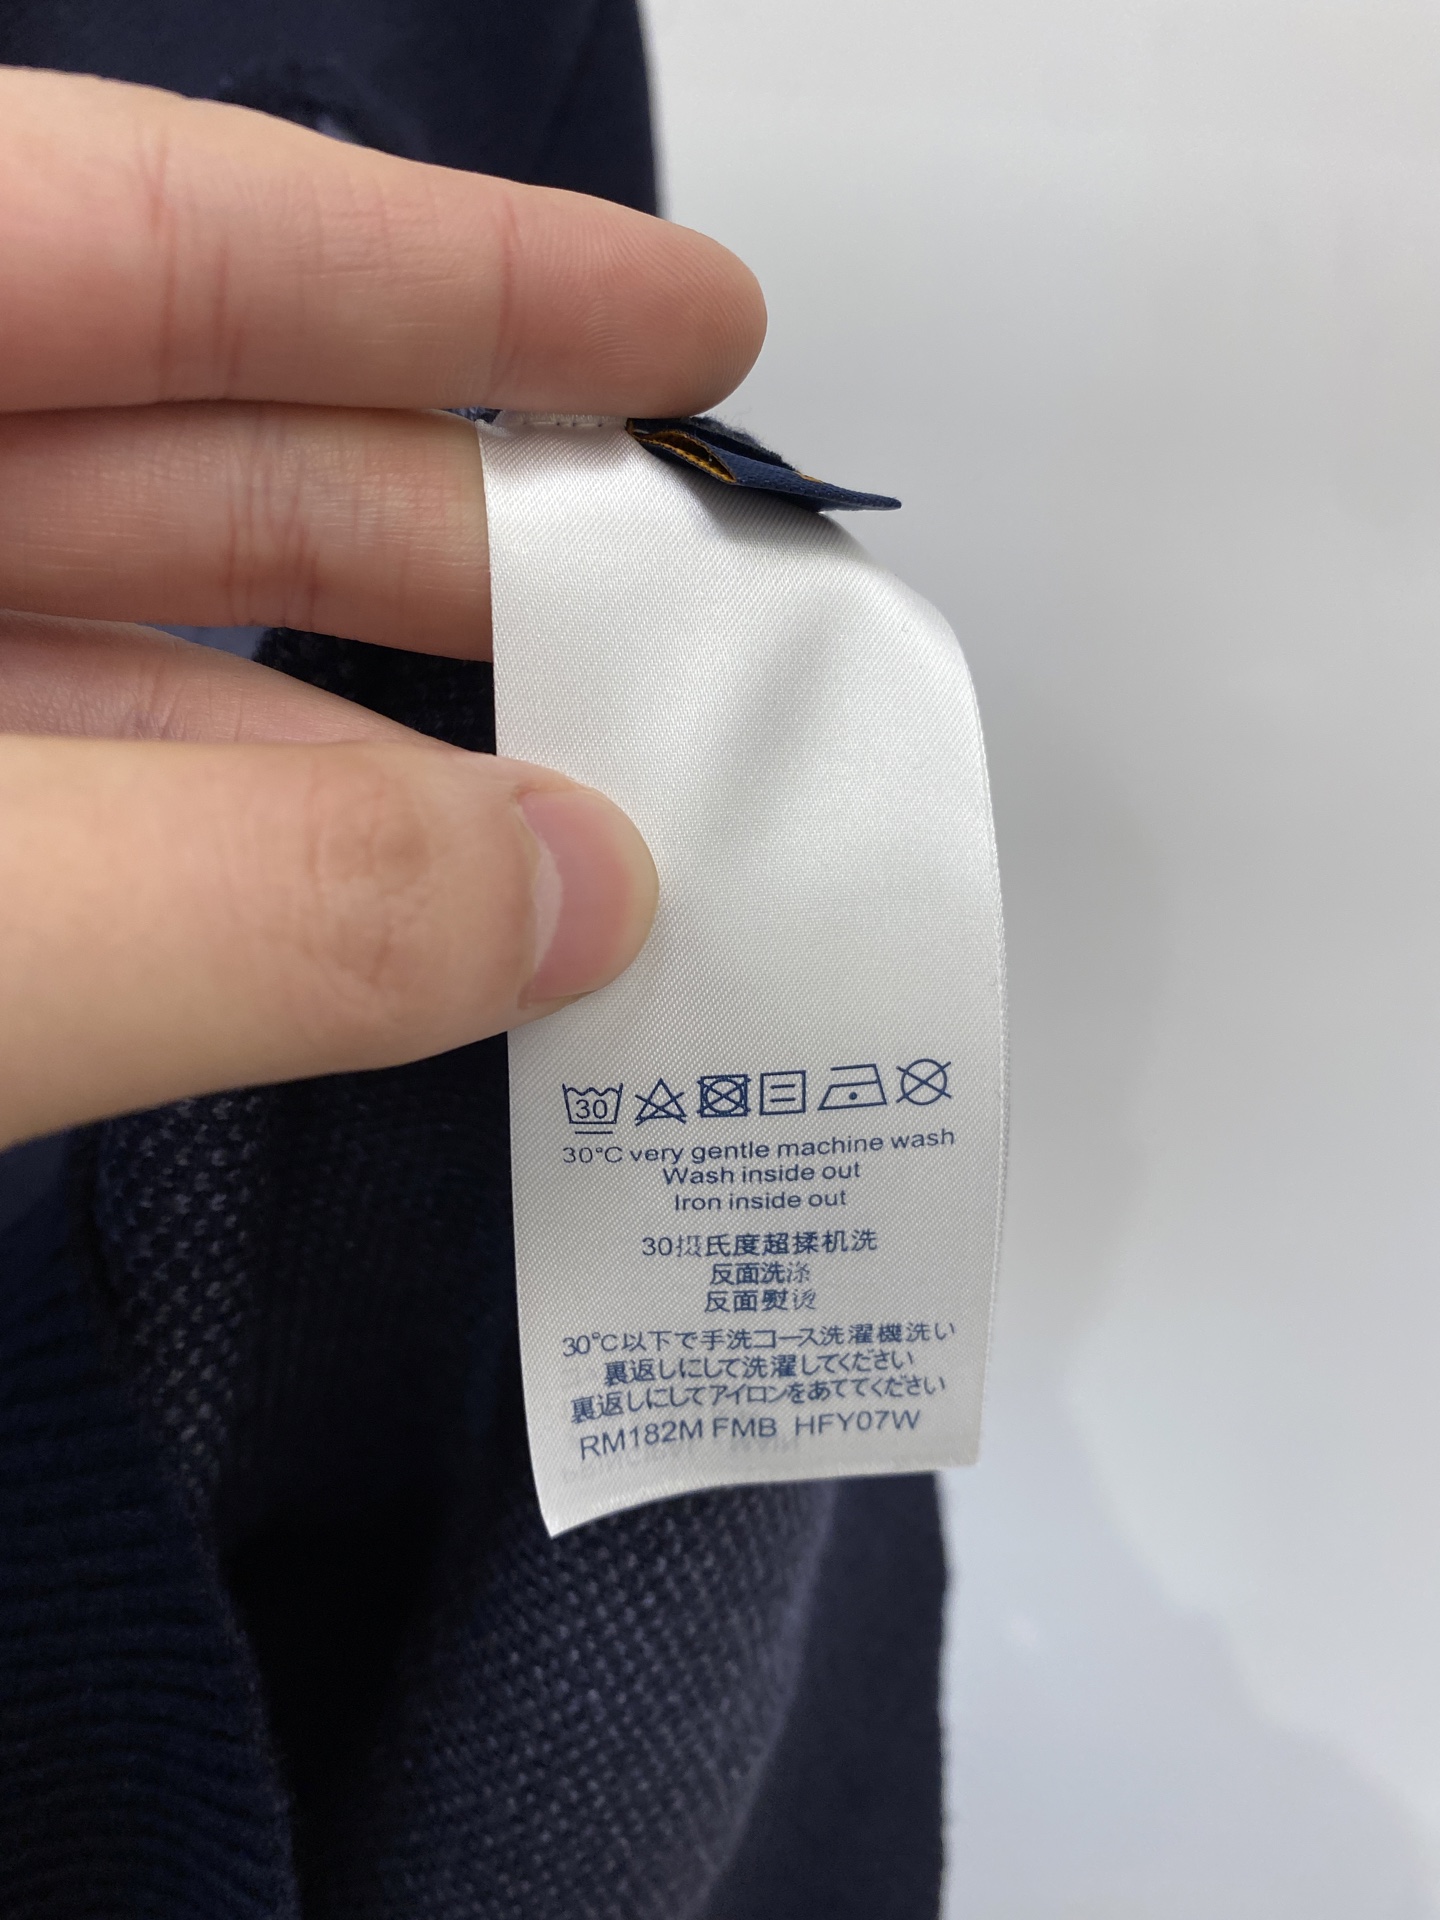 30
30°C very gentle machine wash
Wash inside out
Iron inside out
30摄氏度超揉机洗
反面洗涤
反面熨烫
30℃以下で手洗コース洗濯機洗い
裏返しにして洗濯してください
裏返しにしてアイロンをあててください
RM182M FMB HFY07W